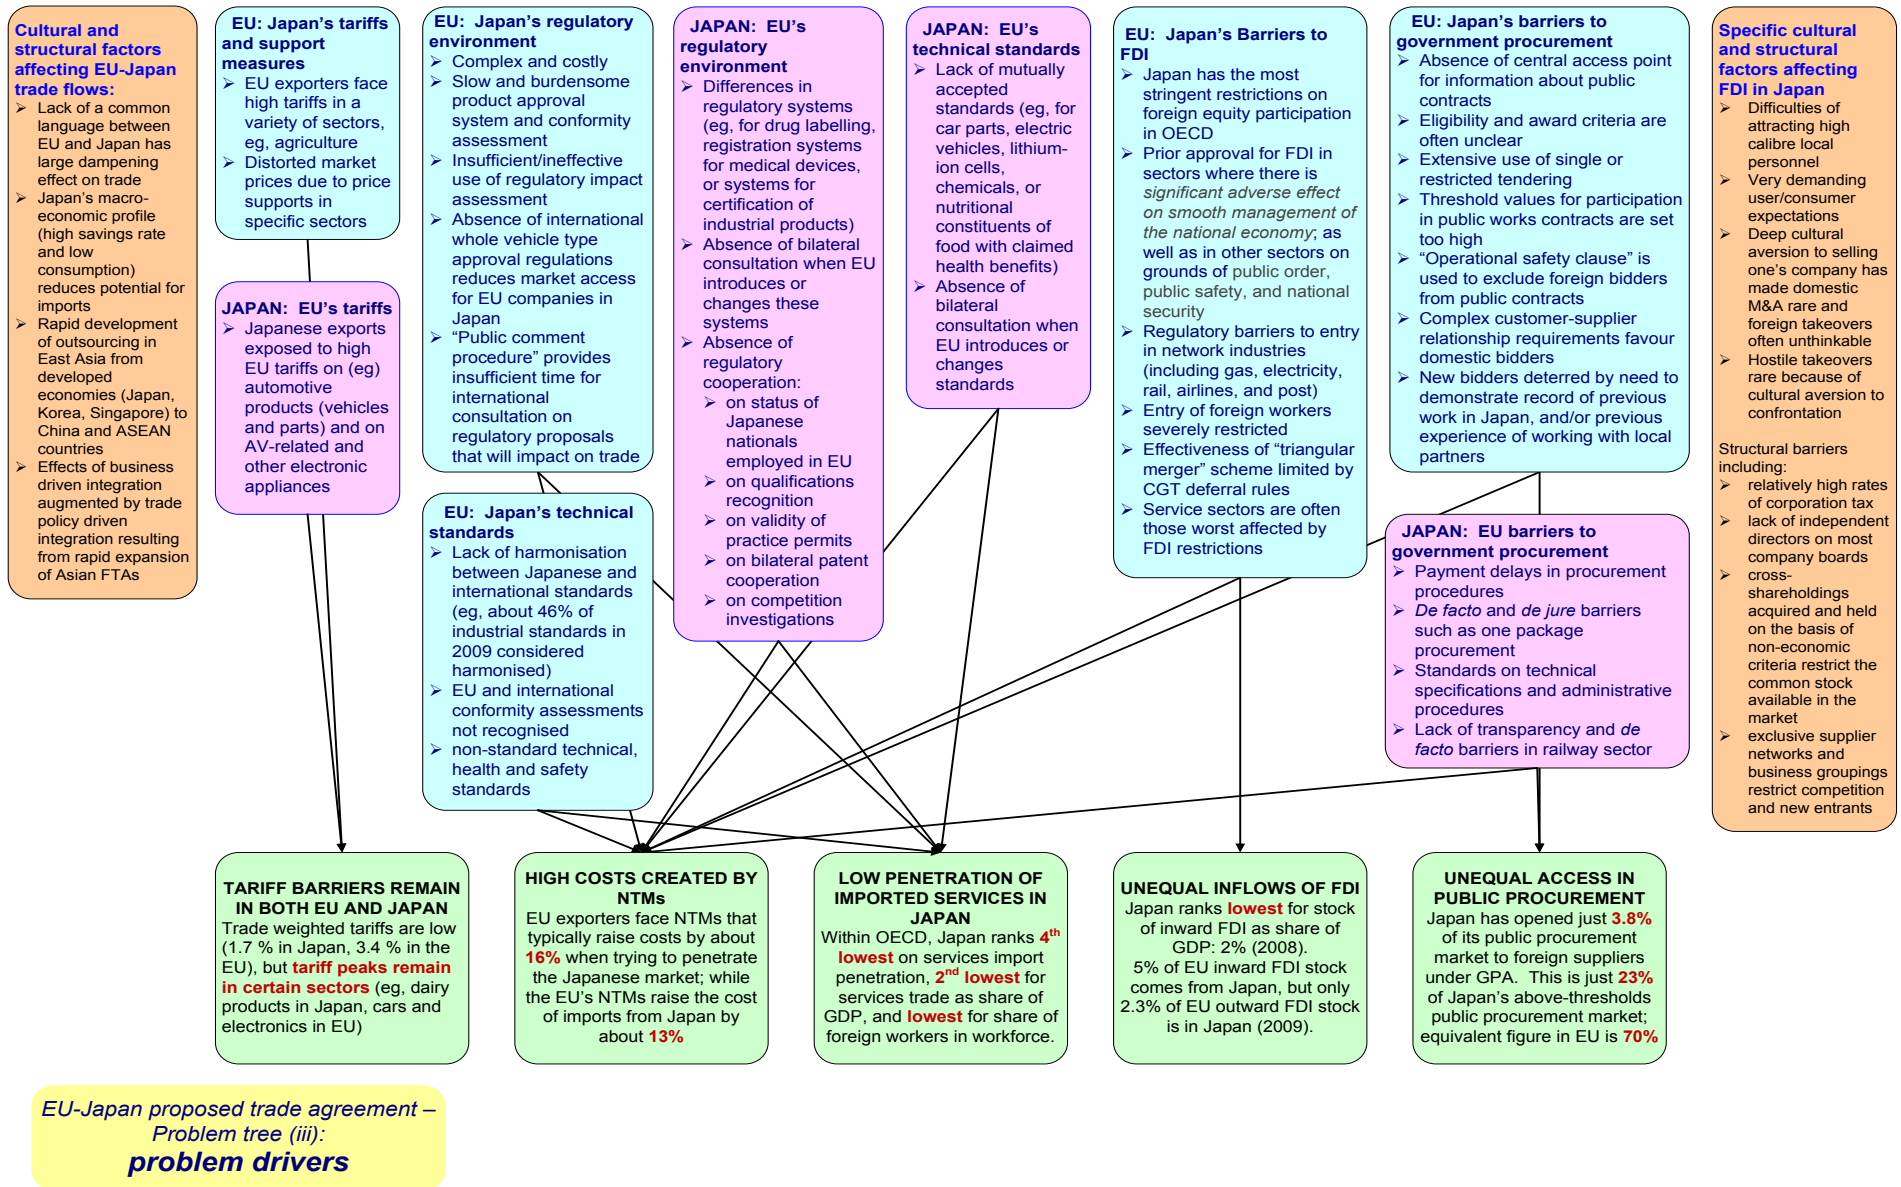 Cultural and
structural factors
affecting EU-Japan
trade flows:
➢ Lack of a common
language between
EU and Japan has
large dampening
effect on trade
➢ Japan's macro-
economic profile
(high savings rate
and low
consumption)
reduces potential for
imports
➢ Rapid development
of outsourcing in
East Asia from
developed
economies (Japan,
Korea, Singapore) to
China and ASEAN
countries
➢ Effects of business
driven integration
augmented by trade
policy driven
integration resulting
from rapid expansion
of Asian FTAs
EU: Japan's tariffs
and support
measures
➢ EU exporters face
high tariffs in a
variety of sectors,
eg, agriculture
➢ Distorted market
prices due to price
supports in
specific sectors
JAPAN: EU's tariffs
➢ Japanese exports
exposed to high
EU tariffs on (eg)
automotive
products (vehicles
and parts) and on
AV-related and
other electronic
appliances
EU: Japan's regulatory
environment
➢ Complex and costly
➢ Slow and burdensome
product approval
system and conformity
assessment
➢ Insufficient/ineffective
use of regulatory impact
assessment
➢ Absence of international
whole vehicle type
approval regulations
reduces market access
for EU companies in
Japan
➢ “Public comment
procedure” provides
insufficient time for
international
consultation on
regulatory proposals
that will impact on trade
EU: Japan's technical
standards
➢ Lack of harmonisation
between Japanese and
international standards
(eg, about 46% of
industrial standards in
2009 considered
harmonised)
➢ EU and international
conformity assessments
not recognised
➢ non-standard technical,
health and safety
standards
JAPAN: EU's
regulatory
environment
➢ Differences in
regulatory systems
(eg, for drug labelling,
registration systems
for medical devices,
or systems for
certification of
industrial products)
➢ Absence of bilateral
consultation when EU
introduces or
changes these
systems
➢ Absence of
regulatory
cooperation:
➢ on status of
Japanese
nationals
employed in EU
➢ on qualifications
recognition
➢ on validity of
practice permits
➢ on bilateral patent
cooperation
➢ on competition
investigations
JAPAN: EU's
technical standards
➢ Lack of mutually
accepted
standards (eg, for
car parts, electric
vehicles, lithium-
ion cells,
chemicals, or
nutritional
constituents of
food with claimed
health benefits)
➢ Absence of
bilateral
consultation when
EU introduces or
changes
standards
EU: Japan's Barriers to
FDI
➢ Japan has the most
stringent restrictions on
foreign equity participation
in OECD
➢ Prior approval for FDI in
sectors where there is
significant adverse effect
on smooth management of
the national economy; as
well as in other sectors on
grounds of public order,
public safety, and national
security
➢ Regulatory barriers to entry
in network industries
(including gas, electricity,
rail, airlines, and post)
➢ Entry of foreign workers
severely restricted
➢ Effectiveness of “triangular
merger” scheme limited by
CGT deferral rules
➢ Service sectors are often
those worst affected by
FDI restrictions
EU: Japan's barriers to
government procurement
➢ Absence of central access point
for information about public
contracts
➢ Eligibility and award criteria are
often unclear
➢ Extensive use of single or
restricted tendering
➢ Threshold values for participation
in public works contracts are set
too high
➢ “Operational safety clause” is
used to exclude foreign bidders
from public contracts
➢ Complex customer-supplier
relationship requirements favour
domestic bidders
➢ New bidders deterred by need to
demonstrate record of previous
work in Japan, and/or previous
experience of working with local
partners
JAPAN: EU barriers to
government procurement
➢ Payment delays in procurement
procedures
➢ De facto and de jure barriers
such as one package
procurement
➢ Standards on technical
specifications and administrative
procedures
➢ Lack of transparency and de
facto barriers in railway sector
Specific cultural
and structural
factors affecting
FDI in Japan
➢ Difficulties of
attracting high
calibre local
personnel
➢ Very demanding
user/consumer
expectations
➢ Deep cultural
aversion to selling
one's company has
made domestic
M&A rare and
foreign takeovers
often unthinkable
➢ Hostile takeovers
rare because of
cultural aversion to
confrontation
Structural barriers
including:
➢ relatively high rates
of corporation tax
➢ lack of independent
directors on most
company boards
➢ cross-
shareholdings
acquired and held
on the basis of
non-economic
criteria restrict the
common stock
available in the
market
➢ exclusive supplier
networks and
business groupings
restrict competition
and new entrants
TARIFF BARRIERS REMAIN
IN BOTH EU AND JAPAN
Trade weighted tariffs are low
(1.7 % in Japan, 3.4 % in the
EU), but tariff peaks remain
in certain sectors (eg, dairy
products in Japan, cars and
electronics in EU)
HIGH COSTS CREATED BY
NTMs
EU exporters face NTMs that
typically raise costs by about
16% when trying to penetrate
the Japanese market; while
the EU's NTMs raise the cost
of imports from Japan by
about 13%
LOW PENETRATION OF
IMPORTED SERVICES IN
JAPAN
Within OECD, Japan ranks 4th
lowest on services import
penetration, 2nd lowest for
services trade as share of
GDP, and lowest for share of
foreign workers in workforce.
UNEQUAL INFLOWS OF FDI
Japan ranks lowest for stock
of inward FDI as share of
GDP: 2% (2008).
5% of EU inward FDI stock
comes from Japan, but only
2.3% of EU outward FDI stock
is in Japan (2009).
UNEQUAL ACCESS IN
PUBLIC PROCUREMENT
Japan has opened just 3.8%
of its public procurement
market to foreign suppliers
under GPA. This is just 23%
of Japan's above-thresholds
public procurement market;
equivalent figure in EU is 70%
EU-Japan proposed trade agreement –
Problem tree (iii):
problem drivers